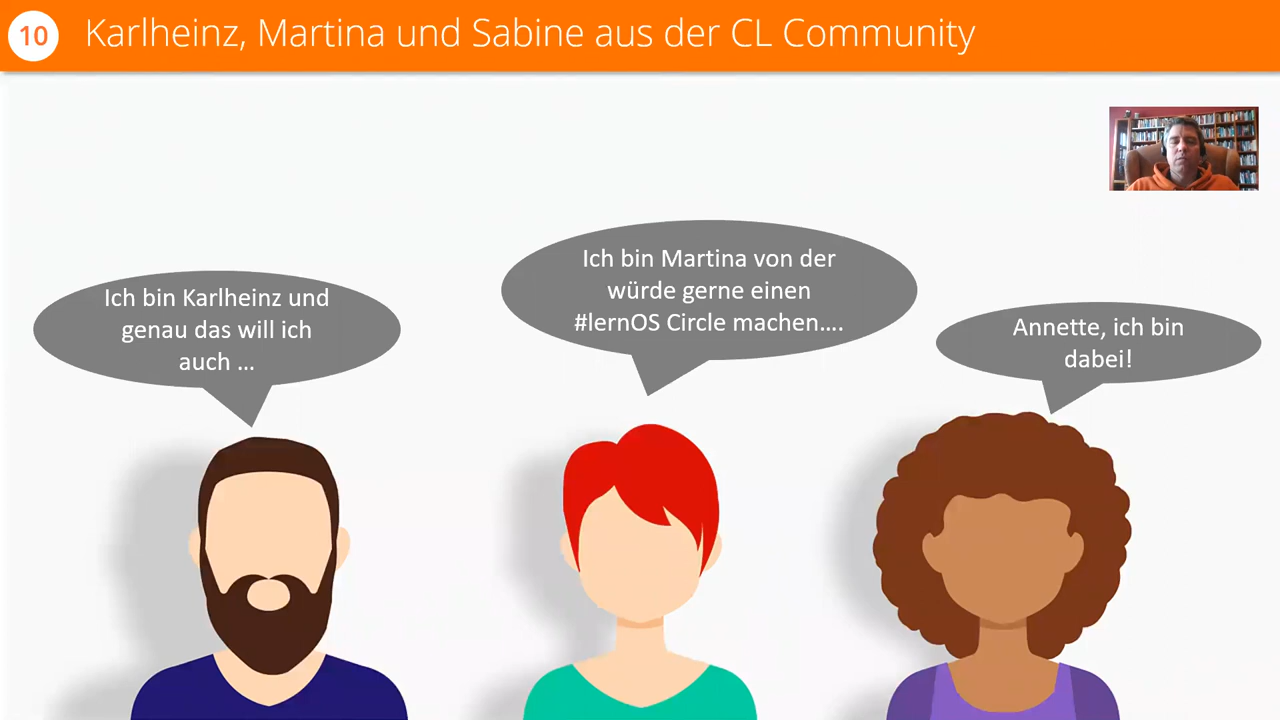 10 Karlheinz, Martina und Sabine aus der CL Community
Ich bin Karlheinz und
genau das will ich
auch ...
Ich bin Martina von der
würde gerne einen
#lernOS Circle machen....
Annette, ich bin
dabei!